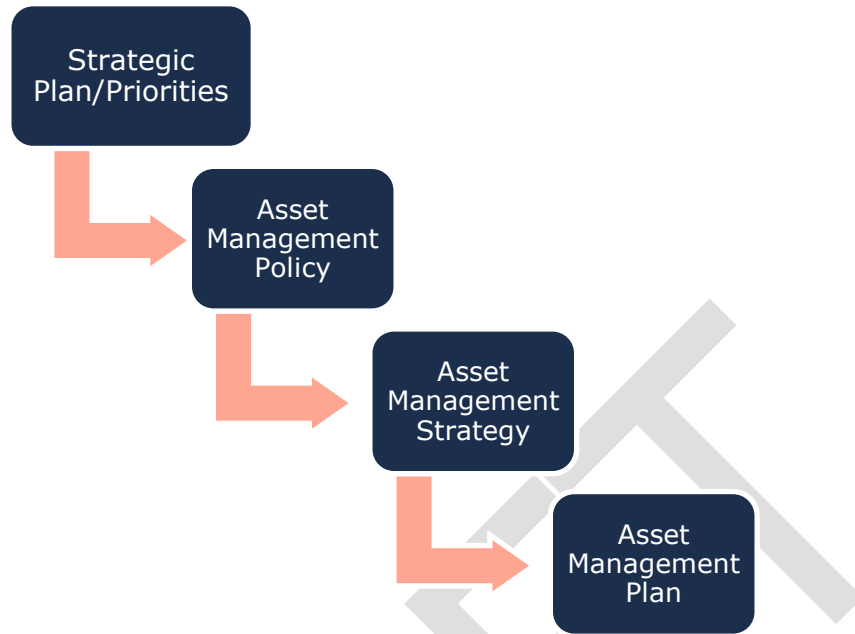 Strategic
Plan/Priorities
Asset
Management
Policy
Asset
Management
Strategy
Asset
Management
Plan